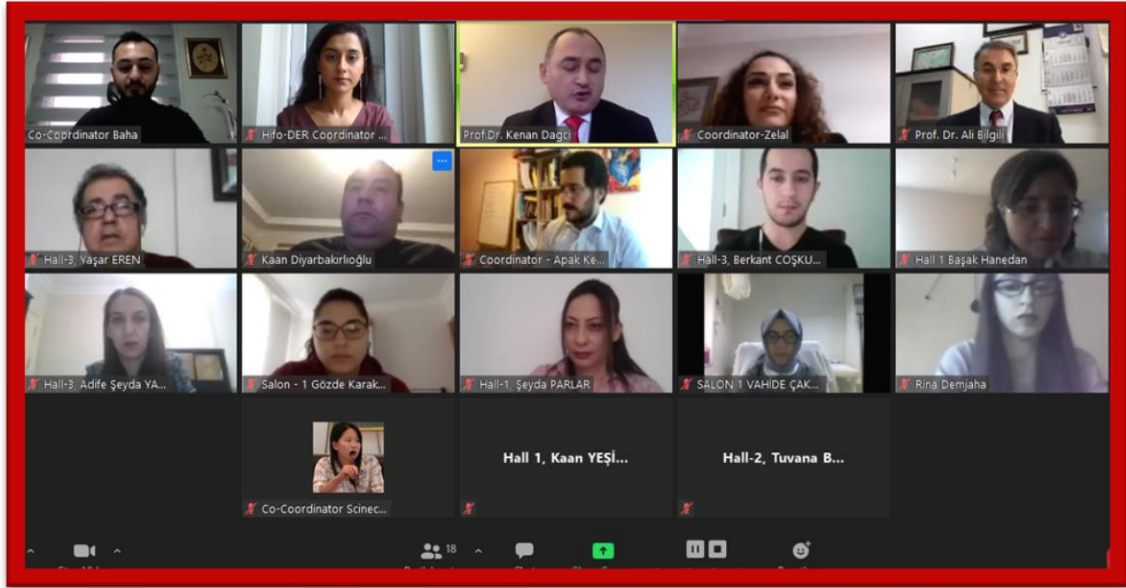 Co-Coordinator Baha
Hifo-DER Coordinator ...
Prof.Dr. Kenan Dagci
Coordinator-Zelal
Prof. Dr. Ali Bilgili
Hall-3, Yaşar EREN
Kaan Diyarbakırlıoğlu
Coordinator - Apak Ke...
Hall-3, Berkant COŞKU...
Hall 1 Başak Hanedan
Hall-3, Adife Şeyda YA...
Salon - 1 Gözde Karak...
Hall-1, Şeyda PARLAR
SALON 1 VAHİDE ÇAK...
Rina Demjaha
Co-Coordinator Scinec...
Hall 1, Kaan YEŞİ...
Hall-2, Tuvana B...
18